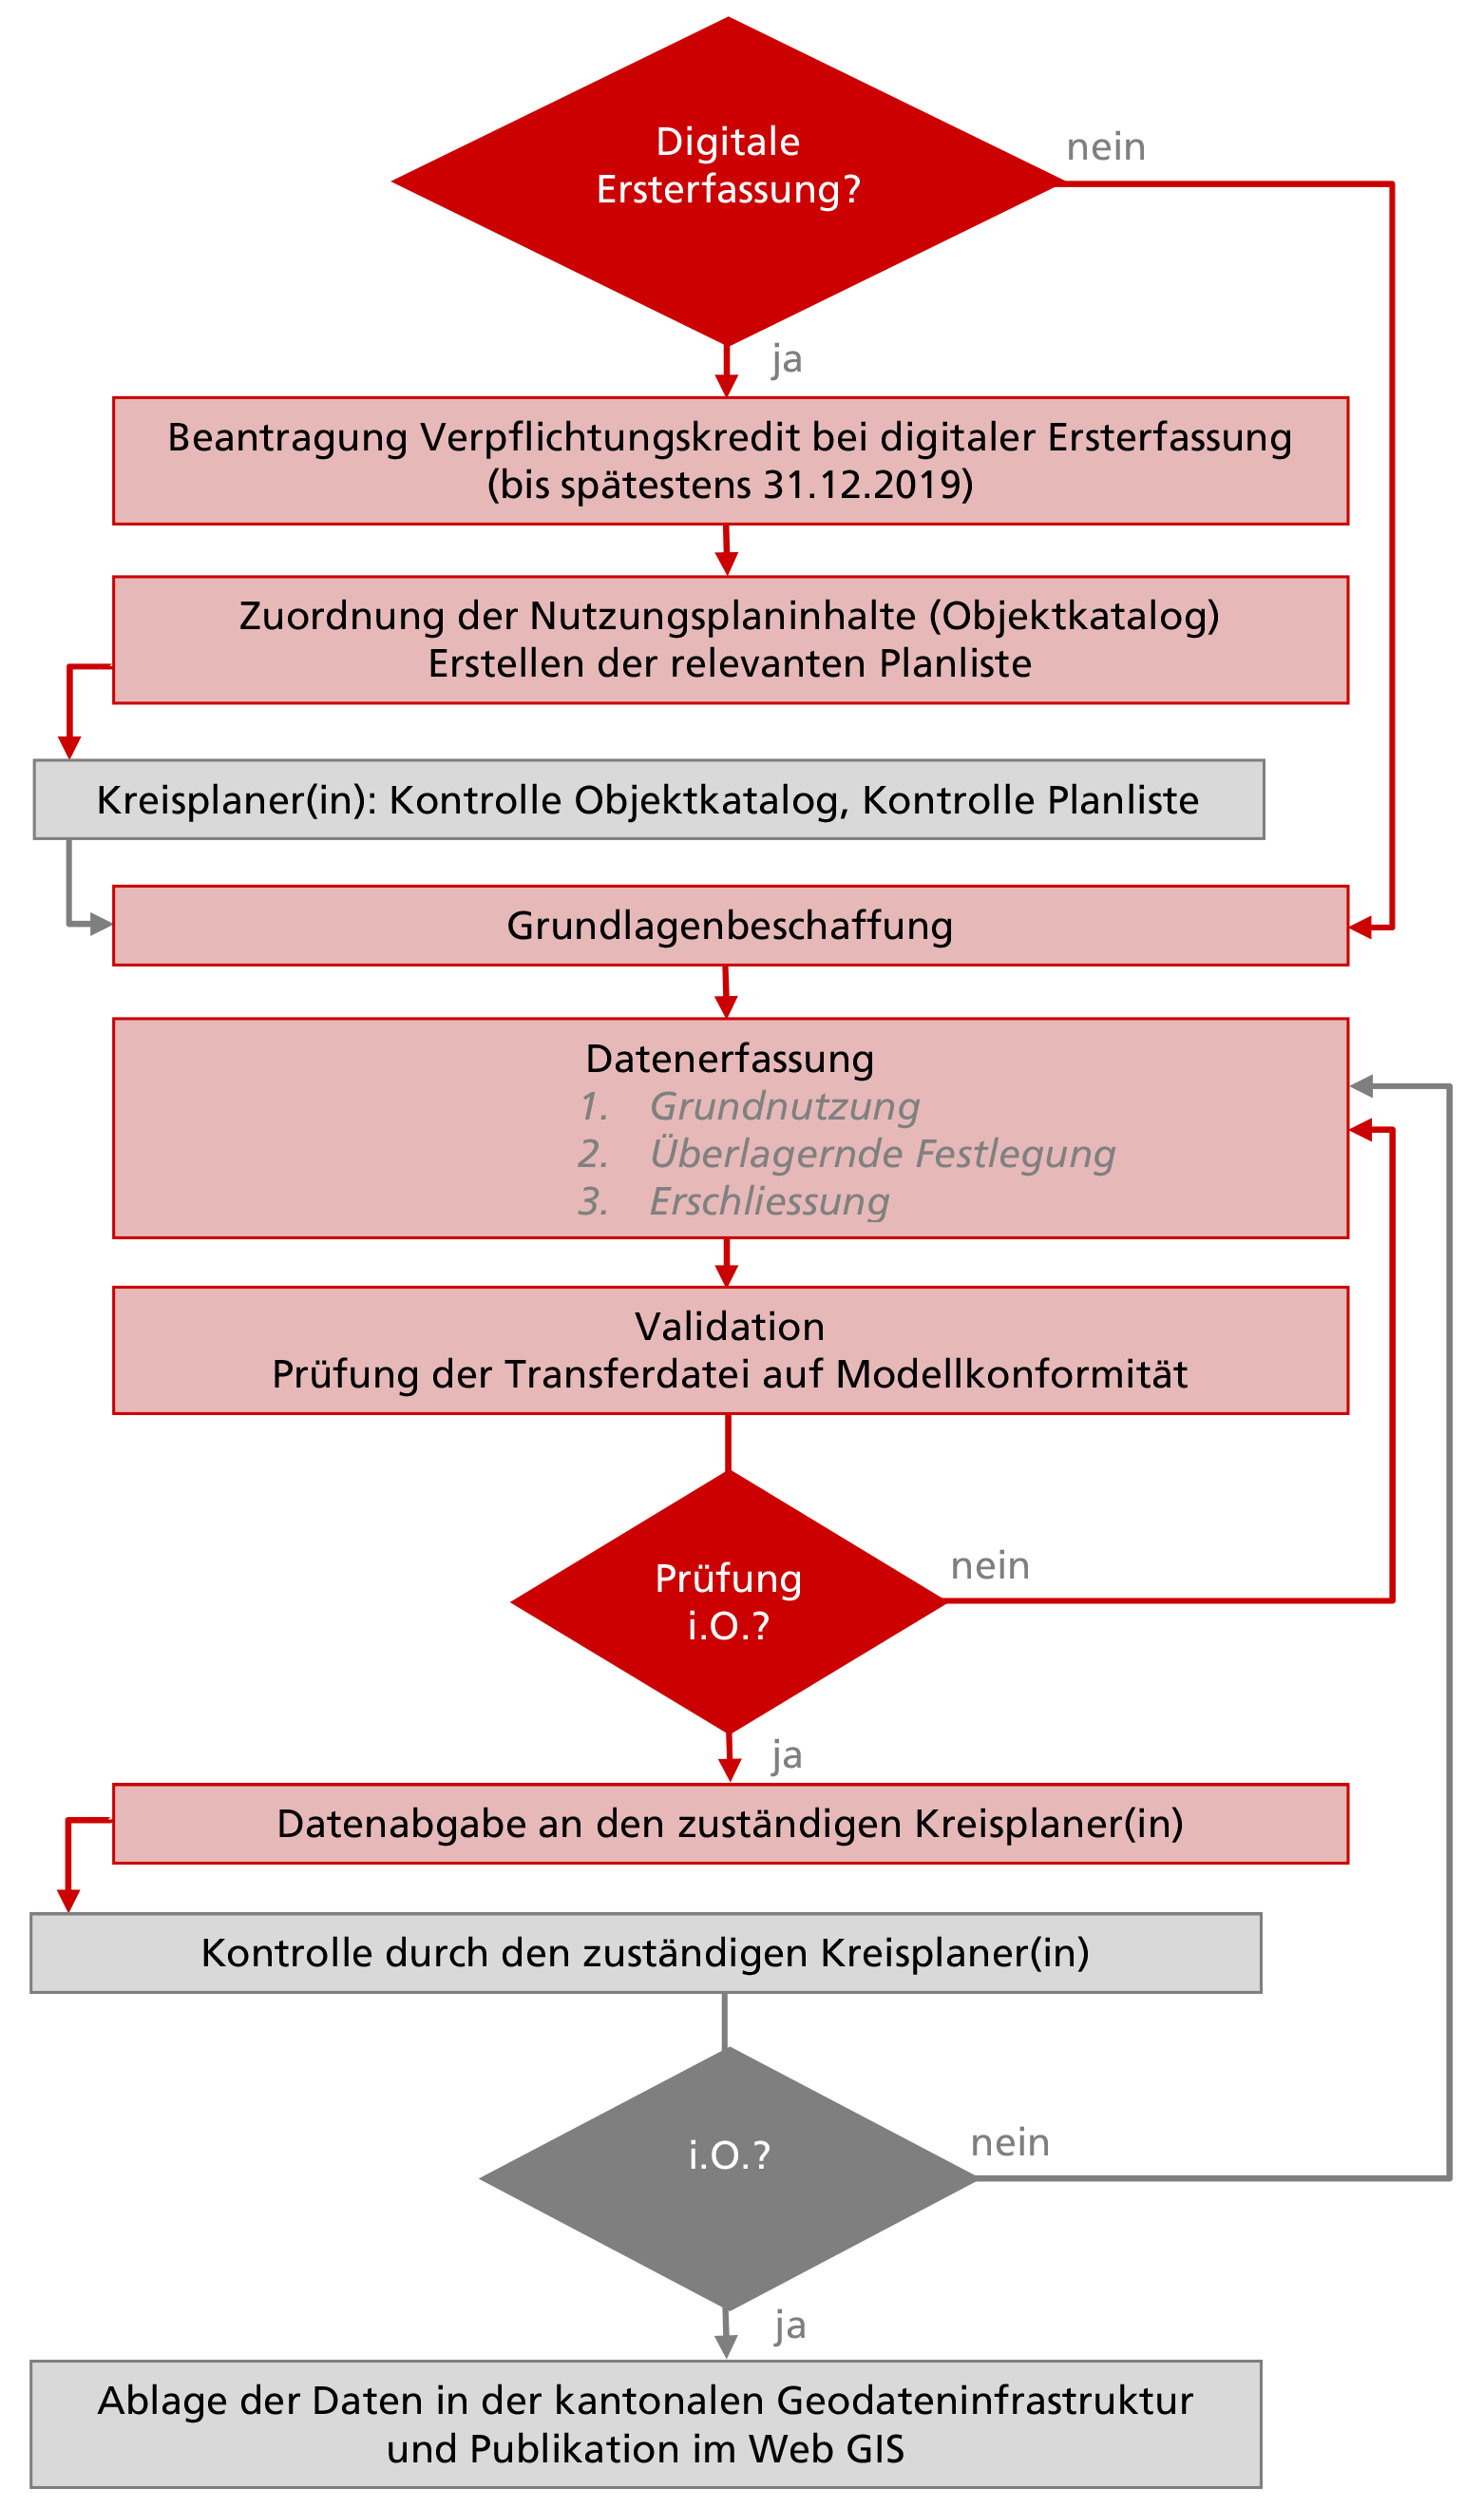 Digitale
Ersterfassung?
nein
ja
Beantragung Verpflichtungskredit bei digitaler Ersterfassung
(bis spätestens 31.12.2019)
Zuordnung der Nutzungsplaninhalte (Objektkatalog)
Erstellen der relevanten Planliste
Kreisplaner(in): Kontrolle Objektkatalog, Kontrolle Planliste
Grundlagenbeschaffung
Datenerfassung
1. Grundnutzung
2. Überlagernde Festlegung
3. Erschliessung
Validation
Prüfung der Transferdatei auf Modellkonformität
Prüfung
i.O.?
nein
ja
Datenabgabe an den zuständigen Kreisplaner(in)
Kontrolle durch den zuständigen Kreisplaner(in)
i.O.?
nein
ja
Ablage der Daten in der kantonalen Geodateninfrastruktur
und Publikation im Web GIS